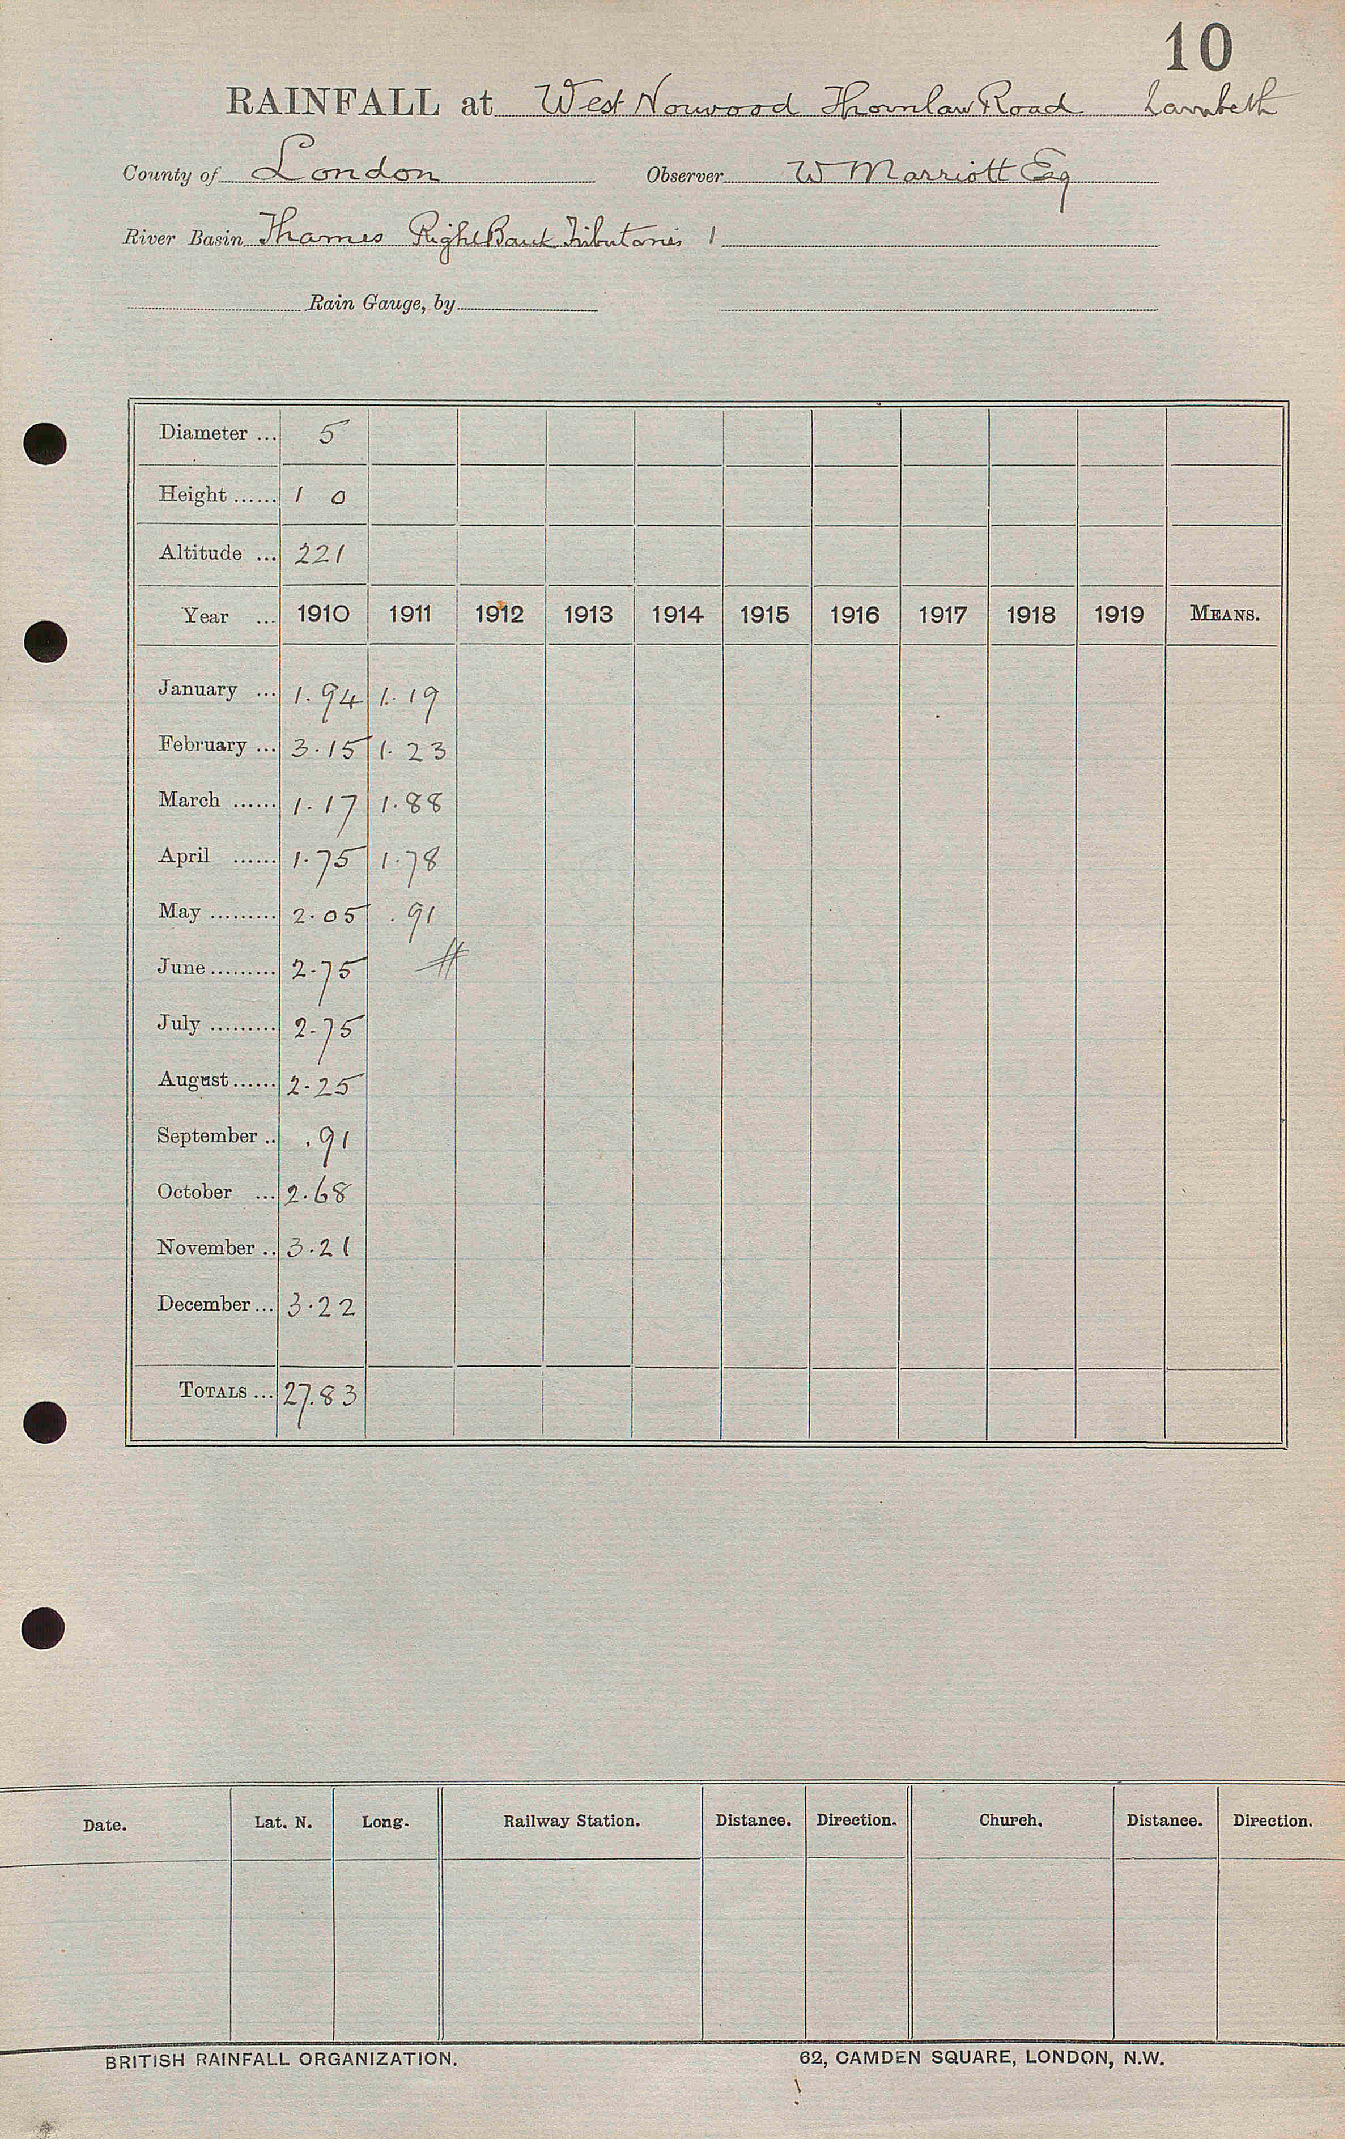 10
RAINFALL at West Norwood Thornlaw Road Lambeth
County of London Observer W Marriott Esq
River Basin Thames Right Bank Tributaries 1
Rain Gauge, by
Diameter ... 5
Height ...... 1 0
Altitude ... 221
Year ... 1910 1911 1912 1913 1914 1915 1916 1917 1918 1919 MEANS.
January ... 1.94 1.19
February ... 3.15 1.23
March ...... 1.17 1.88
April ...... 1.75 1.78
May ......... 2.05 .91
June ......... 2.75 #
July ......... 2.75
August ...... 2.25
September .. .91
October ... 2.68
November .. 3.21
December ... 3.22
TOTALS ... 27.83
Date. Lat. N. Long. Railway Station. Distance. Direction. Church. Distance. Direction.
BRITISH RAINFALL ORGANIZATION. 62, CAMDEN SQUARE, LONDON, N.W.